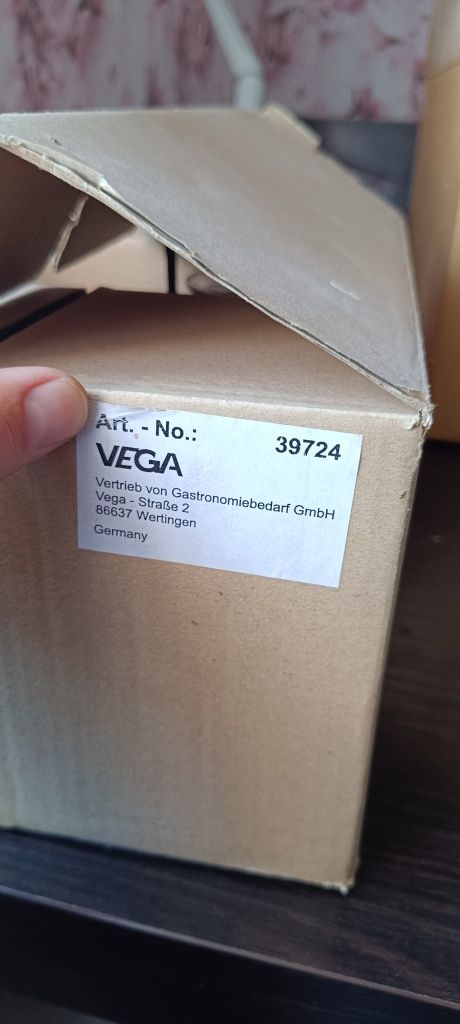 Art. - No.: 39724
VEGA
Vertrieb von Gastronomiebedarf GmbH
Vega - Straße 2
86637 Wertingen
Germany